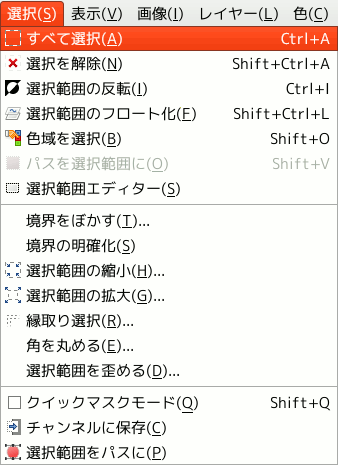 選択(S) 表示(V) 画像(I) レイヤー(L) 色(C)
すべて選択(A) Ctrl+A
選択を解除(N) Shift+Ctrl+A
選択範囲の反転(I) Ctrl+I
選択範囲のフロート化(F) Shift+Ctrl+L
色域を選択(B) Shift+O
パスを選択範囲に(O) Shift+V
選択範囲エディター(S)
境界をぼかす(T)...
境界の明確化(S)
選択範囲の縮小(H)...
選択範囲の拡大(G)...
縁取り選択(R)...
角を丸める(E)...
選択範囲を歪める(D)...
クイックマスクモード(Q) Shift+Q
チャンネルに保存(C)
選択範囲をパスに(P)